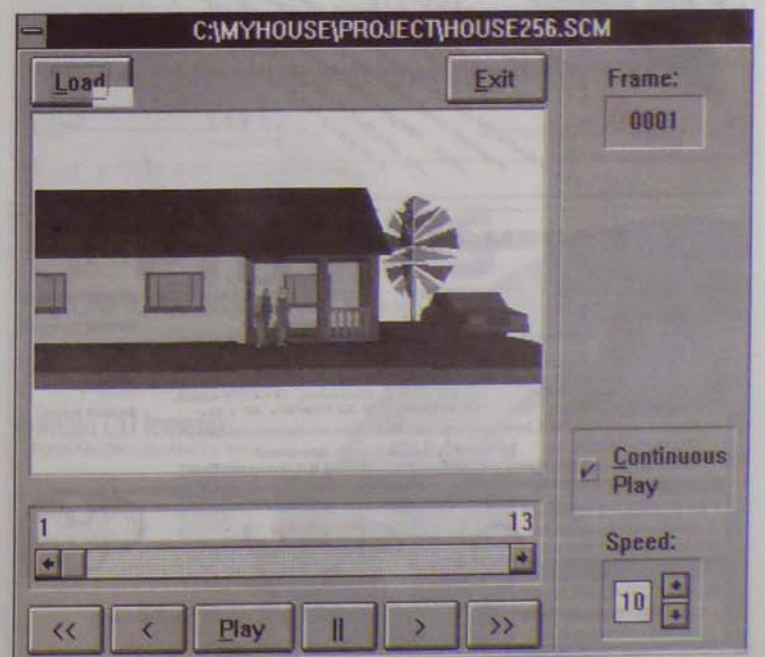 C:\MYHOUSE\PROJECT\HOUSE256.SCM
Load
Exit
Frame:
0001
Continuous
Play
1
13
Speed:
10
<<
<
Play
||
>
>>